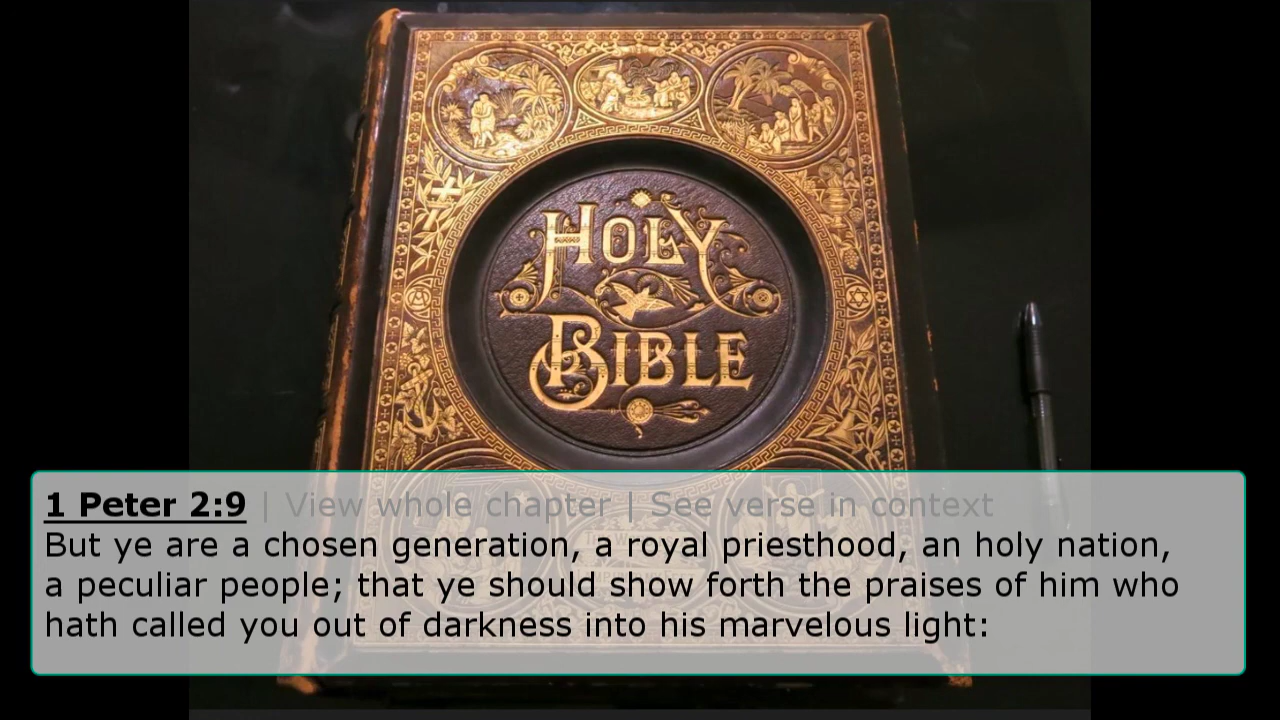 HOLY
BIBLE
1 Peter 2:9 | View whole chapter | See verse in context
But ye are a chosen generation, a royal priesthood, an holy nation,
a peculiar people; that ye should show forth the praises of him who
hath called you out of darkness into his marvelous light: